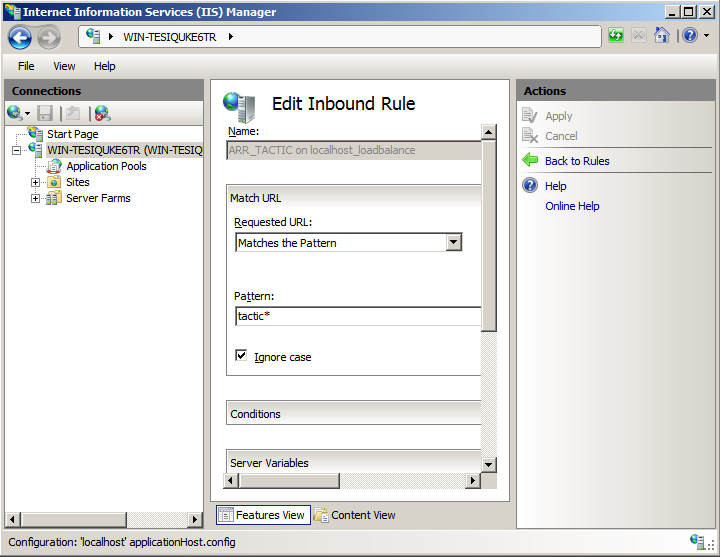 Internet Information Services (IIS) Manager
WIN-TESIQUKE6TR
File View Help
Connections
Start Page
WIN-TESIQUKE6TR (WIN-TESIQ
Application Pools
Sites
Server Farms
Edit Inbound Rule
Name:
ARR_TACTIC on localhost_loadbalance
Match URL
Requested URL:
Matches the Pattern
Pattern:
tactic*
Ignore case
Conditions
Server Variables
Features View Content View
Actions
Apply
Cancel
Back to Rules
Help
Online Help
Configuration: 'localhost' applicationHost.config